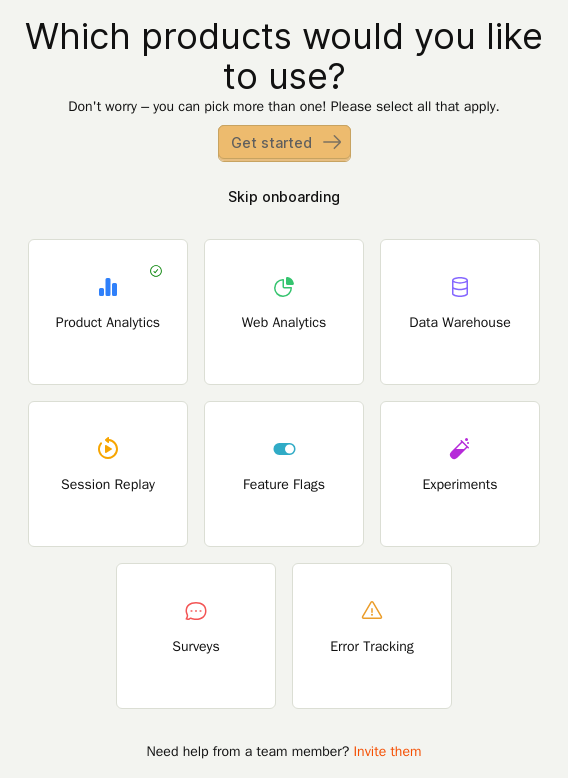 Which products would you like
to use?
Don't worry – you can pick more than one! Please select all that apply.
Get started
Skip onboarding
Product Analytics
Web Analytics
Data Warehouse
Session Replay
Feature Flags
Experiments
Surveys
Error Tracking
Need help from a team member? Invite them